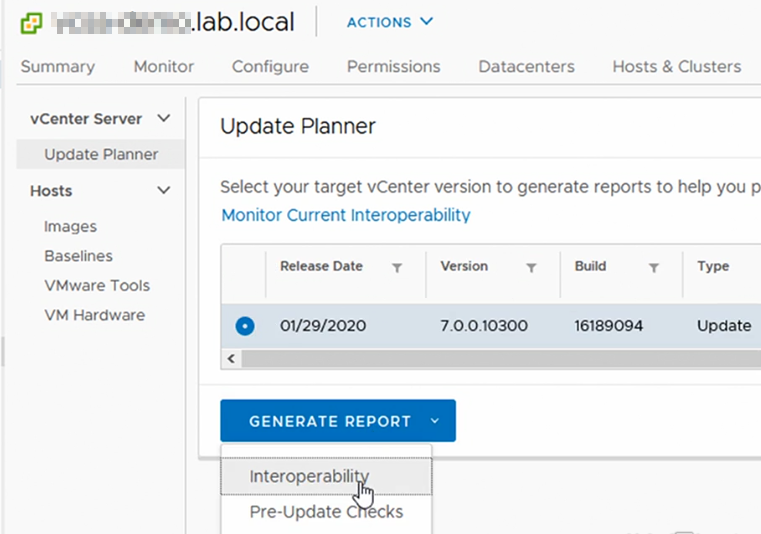 .lab.local ACTIONS
Summary Monitor Configure Permissions Datacenters Hosts & Clusters
vCenter Server
Update Planner
Hosts
Images
Baselines
VMware Tools
VM Hardware
Update Planner
Select your target vCenter version to generate reports to help you p
Monitor Current Interoperability
Release Date Version Build Type
01/29/2020 7.0.0.10300 16189094 Update
GENERATE REPORT
Interoperability
Pre-Update Checks